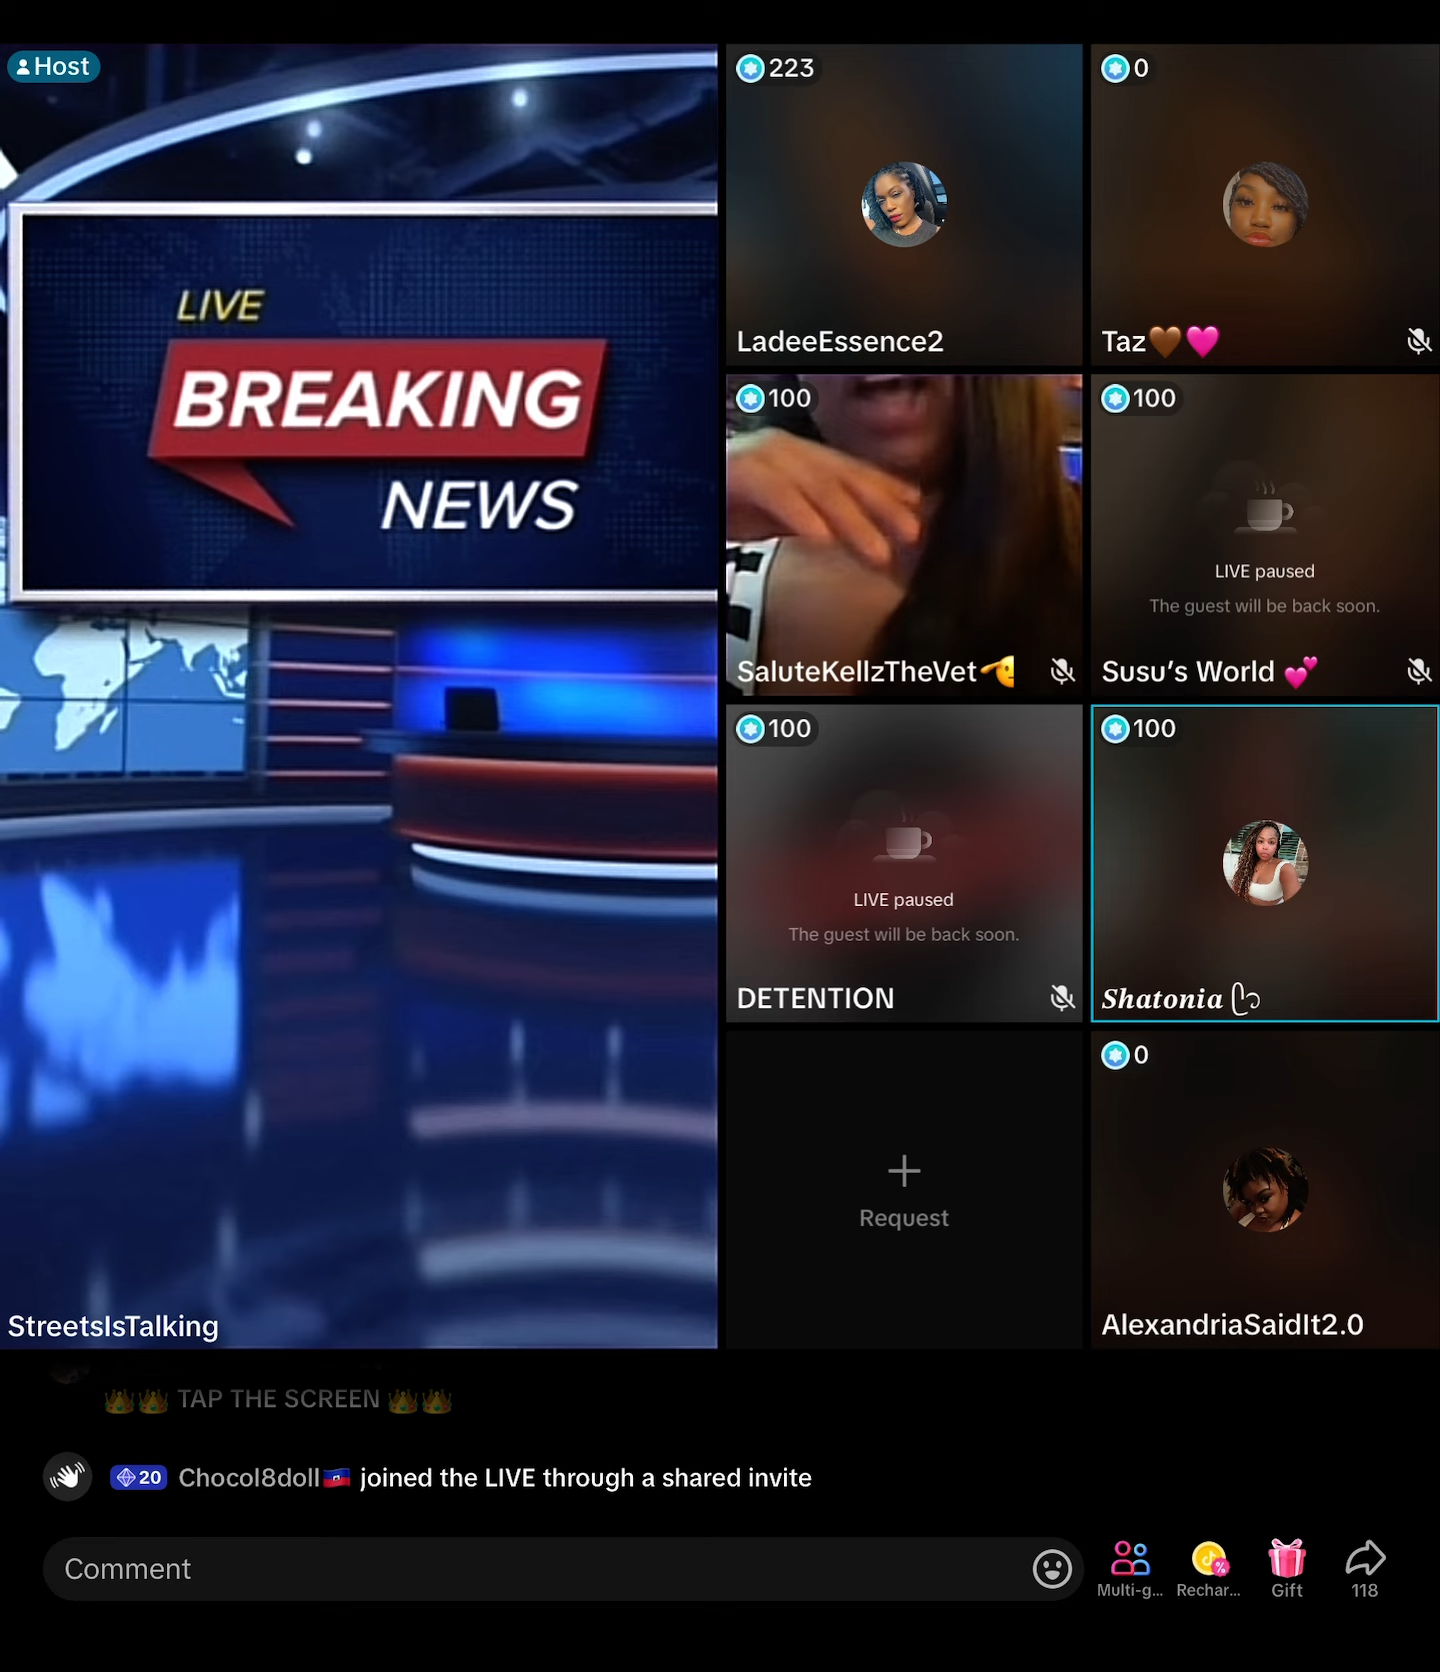 Host
LIVE
BREAKING
NEWS
StreetsIsTalking
223
LadeeEssence2
0
Taz🤎🩷
100
SaluteKellzTheVet🫡
100
LIVE paused
The guest will be back soon.
Susu’s World 💕
100
LIVE paused
The guest will be back soon.
DETENTION
100
Shatonia
Request
0
AlexandriaSaidIt2.0
👑👑 TAP THE SCREEN 👑👑
20 Chocol8doll🇭🇹 joined the LIVE through a shared invite
Comment
Multi-g...
Rechar...
Gift
118